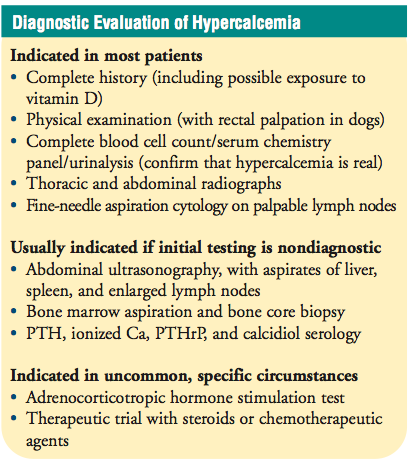 Diagnostic Evaluation of Hypercalcemia
Indicated in most patients
• Complete history (including possible exposure to
vitamin D)
• Physical examination (with rectal palpation in dogs)
• Complete blood cell count/serum chemistry
panel/urinalysis (confirm that hypercalcemia is real)
• Thoracic and abdominal radiographs
• Fine-needle aspiration cytology on palpable lymph nodes
Usually indicated if initial testing is nondiagnostic
• Abdominal ultrasonography, with aspirates of liver,
spleen, and enlarged lymph nodes
• Bone marrow aspiration and bone core biopsy
• PTH, ionized Ca, PTHrP, and calcidiol serology
Indicated in uncommon, specific circumstances
• Adrenocorticotropic hormone stimulation test
• Therapeutic trial with steroids or chemotherapeutic
agents